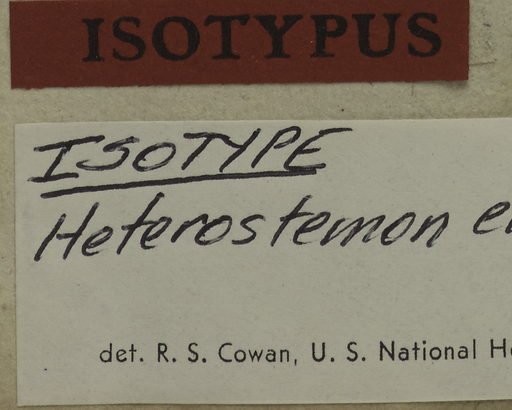 ISOTYPUS
ISOTYPE
Heterostemon
det. R. S. Cowan, U. S. National